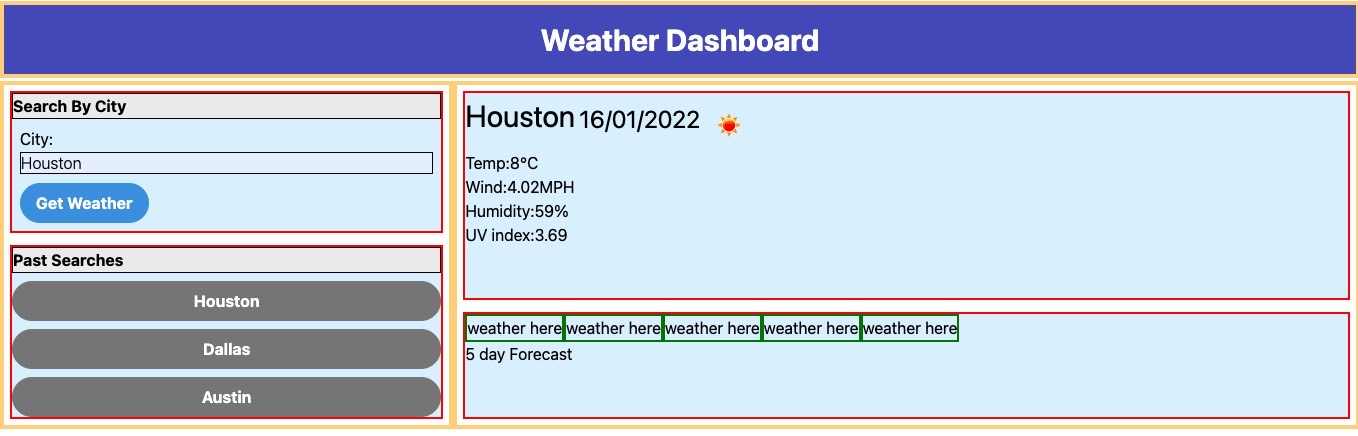 Weather Dashboard
Search By City
City:
Houston
Get Weather
Past Searches
Houston
Dallas
Austin
Houston 16/01/2022
Temp:8°C
Wind:4.02MPH
Humidity:59%
UV index:3.69
weather here weather here weather here weather here weather here
5 day Forecast